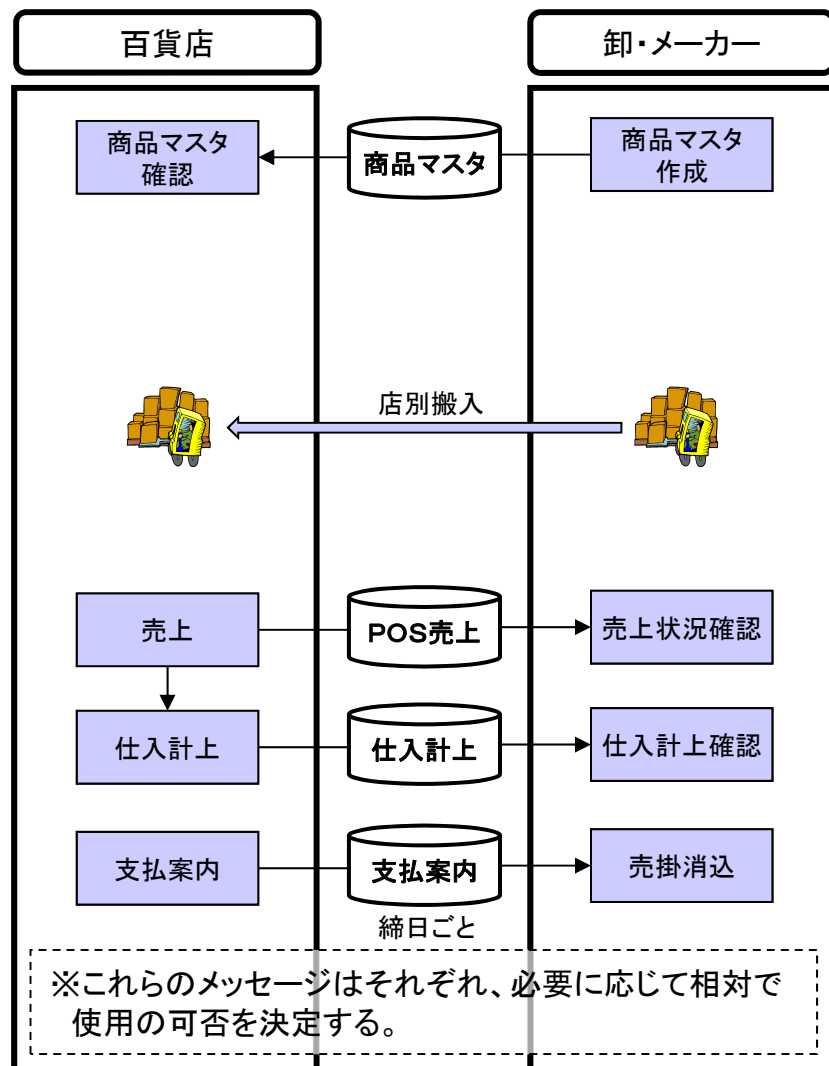 百貨店
卸・メーカー
商品マスタ
確認
商品マスタ
商品マスタ
作成
店別搬入
売上
POS売上
売上状況確認
仕入計上
仕入計上
仕入計上確認
支払案内
支払案内
売掛消込
締日ごと
※これらのメッセージはそれぞれ、必要に応じて相対で
使用の可否を決定する。